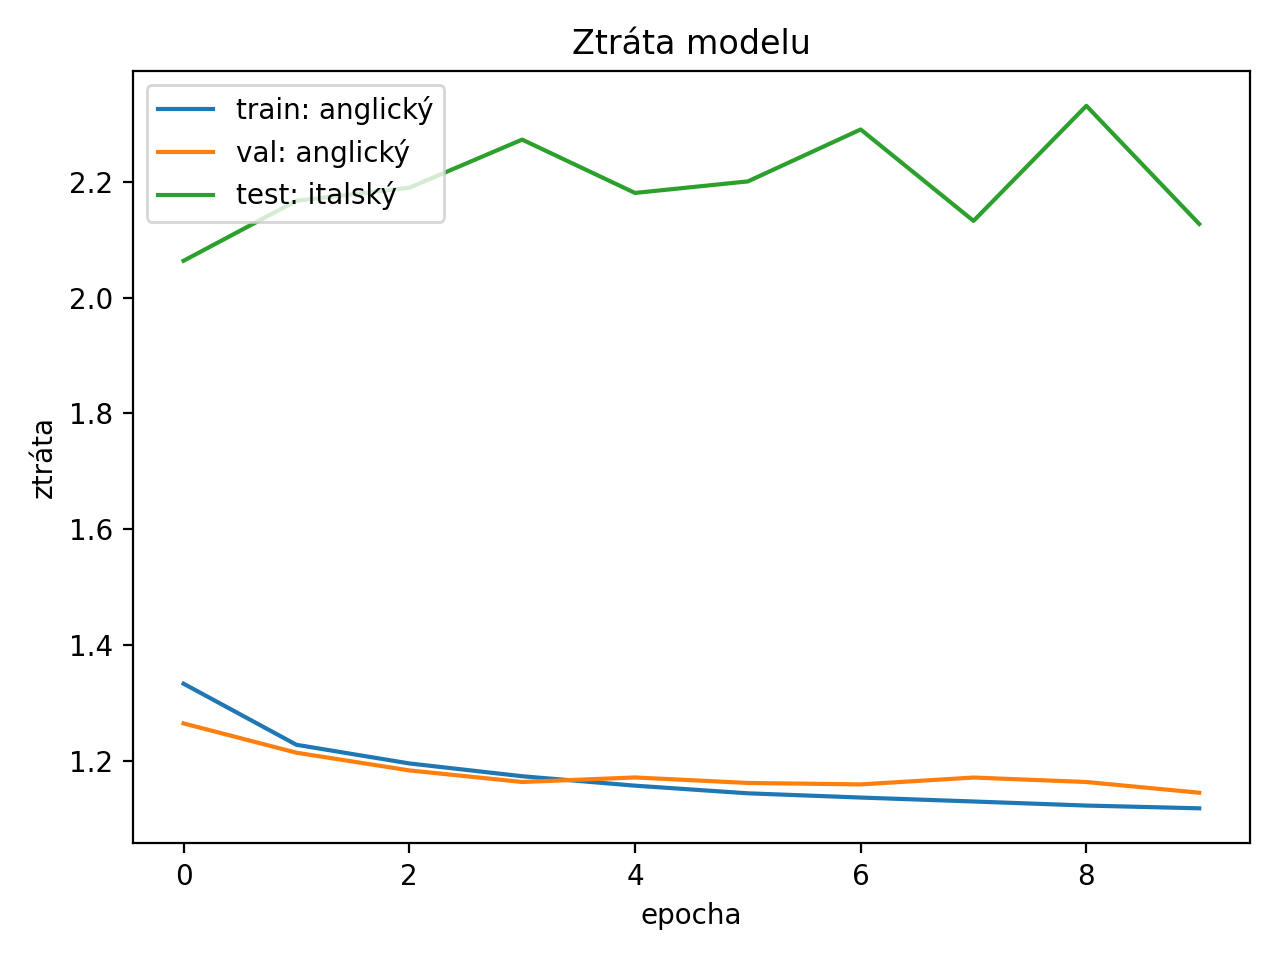 Ztráta modelu
train: anglický
val: anglický
test: italský
2.2
2.0
1.8
1.6
1.4
1.2
ztráta
0 2 4 6 8
epocha